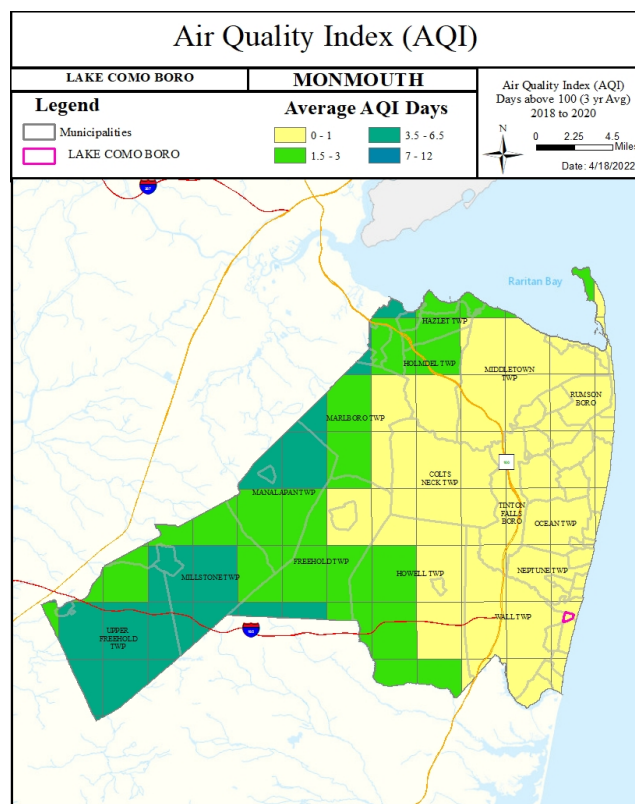 Air Quality Index (AQI)
LAKE COMO BORO
MONMOUTH
Legend
Municipalities
LAKE COMO BORO
Average AQI Days
0 - 1
3.5 - 6.5
1.5 - 3
7 - 12
Air Quality Index (AQI)
Days above 100 (3 yr Avg)
2018 to 2020
N
0 2.25 4.5
Miles
Date: 4/18/2022
Raritan Bay
HAZLET TWP
HOLMDEL TWP
MIDDLETOWN
TWP
RUMSON
BORO
MARLBORO TWP
COLTS
NECK TWP
MANALAPAN TWP
TINTON
FALLS
BORO
OCEAN TWP
FREEHOLD TWP
HOWELL TWP
NEPTUNE TWP
MILLSTONE TWP
WALL TWP
UPPER
FREEHOLD
TWP